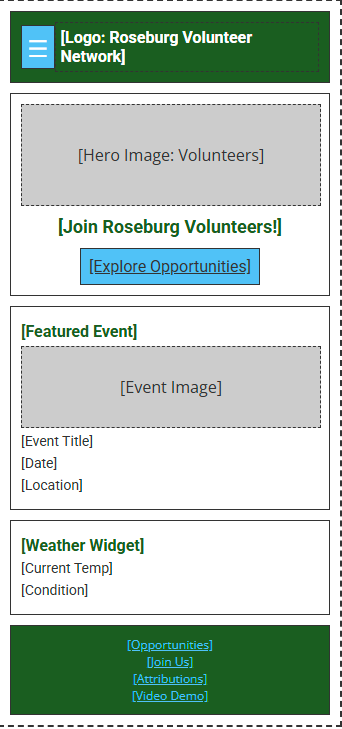 [Logo: Roseburg Volunteer
Network]
[Hero Image: Volunteers]
[Join Roseburg Volunteers!]
[Explore Opportunities]
[Featured Event]
[Event Image]
[Event Title]
[Date]
[Location]
[Weather Widget]
[Current Temp]
[Condition]
[Opportunities]
[Join Us]
[Attributions]
[Video Demo]